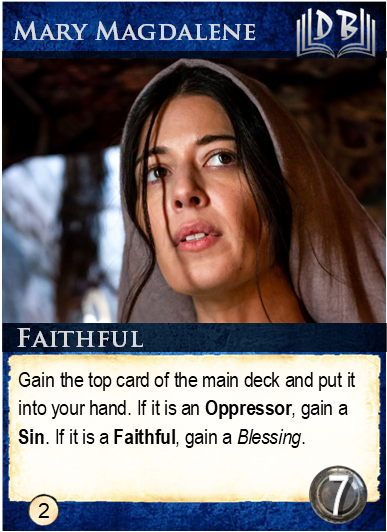 Mary Magdalene
DB
Faithful
Gain the top card of the main deck and put it
into your hand. If it is an Oppressor, gain a
Sin. If it is a Faithful, gain a Blessing.
2
7